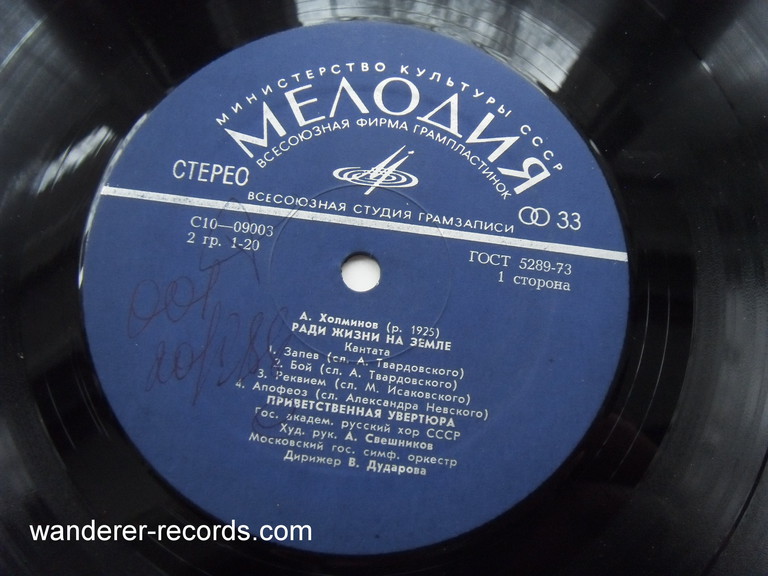 МИНИСТЕРСТВО КУЛЬТУРЫ СССР
МЕЛОДИЯ
ВСЕСОЮЗНАЯ ФИРМА ГРАМПЛАСТИНОК
СТЕРЕО
33
ВСЕСОЮЗНАЯ СТУДИЯ ГРАМЗАПИСИ
С10—09003
2 гр. 1-20
ГОСТ 5289-73
1 сторона
А. Холминов (р. 1925)
РАДИ ЖИЗНИ НА ЗЕМЛЕ
Кантата
1. Запев (сл. А. Твардовского)
2. Бой (сл. А. Твардовского)
3. Реквием (сл. М. Исаковского)
4. Апофеоз (сл. Александра Невского)
ПРИВЕТСТВЕННАЯ УВЕРТЮРА
Гос. академ. русский хор СССР
Худ. рук. А. Свешников
Московский гос. симф. оркестр
Дирижер В. Дударова
wanderer-records.com